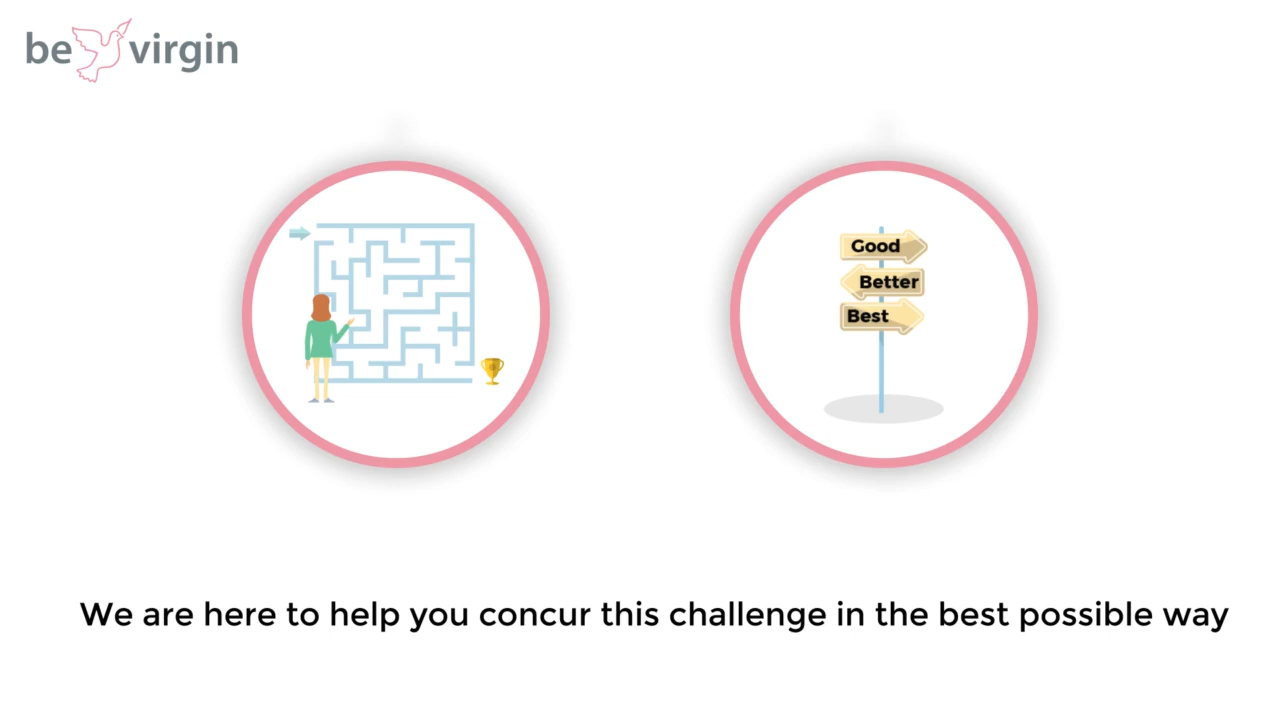 be virgin
Good
Better
Best
We are here to help you concur this challenge in the best possible way